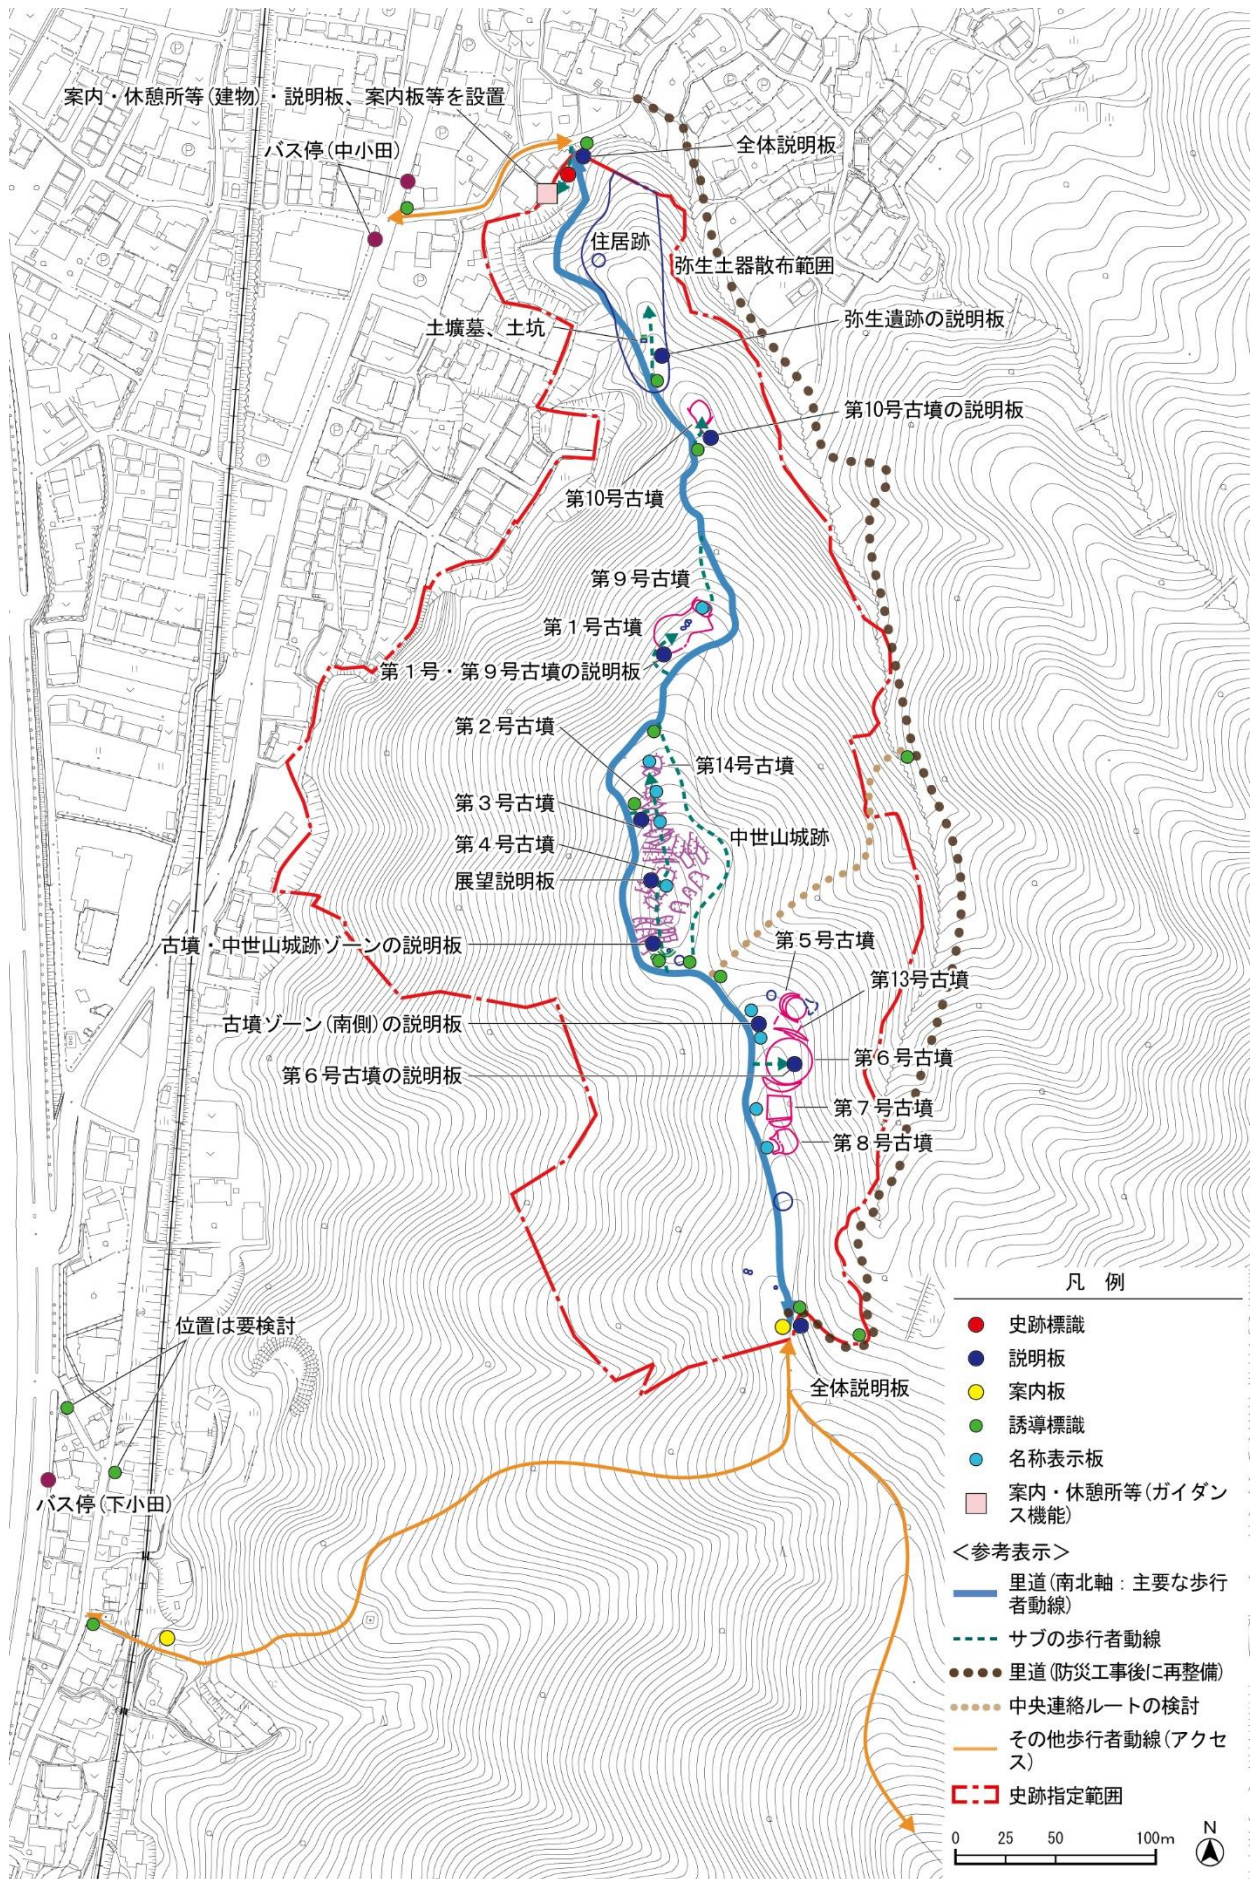 案内・休憩所等(建物)・説明板、案内板等を設置
バス停(中小田)
全体説明板
住居跡
弥生土器散布範囲
土壙墓、土坑
弥生遺跡の説明板
第10号古墳の説明板
第10号古墳
第９号古墳
第１号古墳
第１号・第９号古墳の説明板
第２号古墳
第14号古墳
第３号古墳
第４号古墳
中世山城跡
展望説明板
古墳・中世山城跡ゾーンの説明板
第５号古墳
第13号古墳
古墳ゾーン(南側)の説明板
第６号古墳
第６号古墳の説明板
第７号古墳
第８号古墳
位置は要検討
全体説明板
バス停(下小田)
凡　例
史跡標識
説明板
案内板
誘導標識
名称表示板
案内・休憩所等(ガイダン
ス機能)
＜参考表示＞
里道(南北軸：主要な歩行
者動線)
サブの歩行者動線
里道(防災工事後に再整備)
中央連絡ルートの検討
その他歩行者動線(アクセ
ス)
史跡指定範囲
0 25 50 100m
N